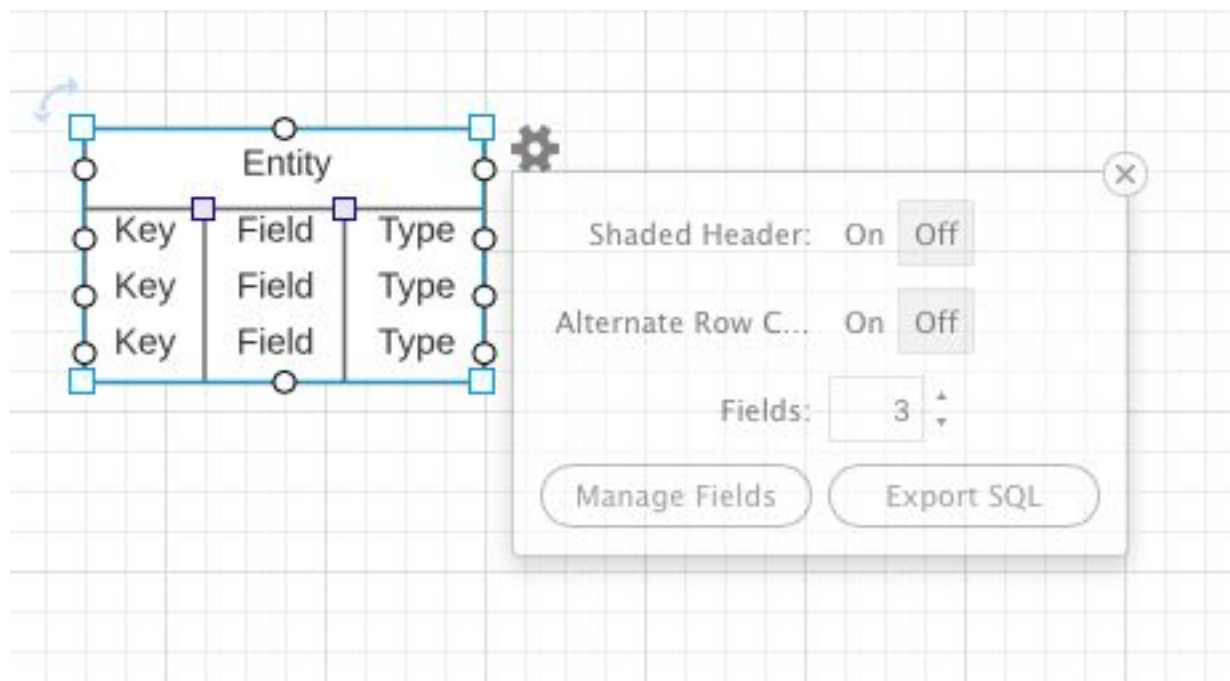 Entity
Key Field Type
Key Field Type
Key Field Type
Shaded Header: On Off
Alternate Row C... On Off
Fields: 3
Manage Fields Export SQL